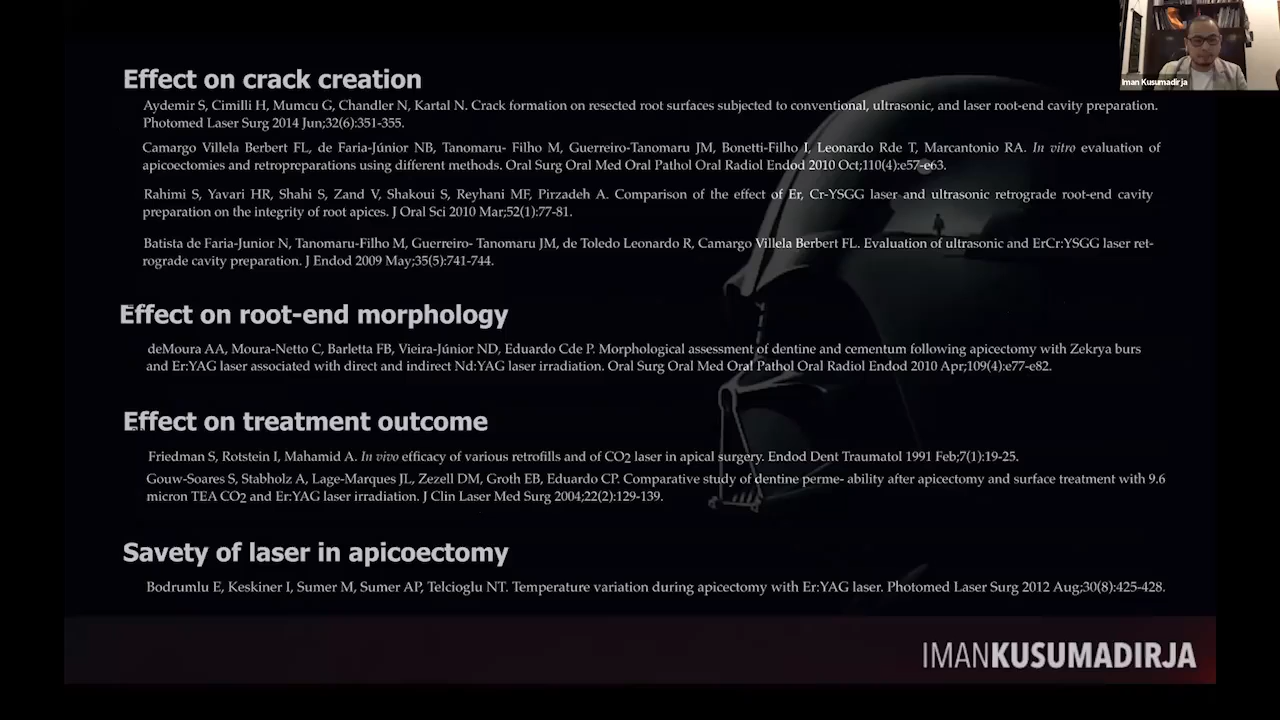 Iman Kusumadirja
Effect on crack creation
Aydemir S, Cimilli H, Mumcu G, Chandler N, Kartal N. Crack formation on resected root surfaces subjected to conventional, ultrasonic, and laser root-end cavity preparation.
Photomed Laser Surg 2014 Jun;32(6):351-355.
Camargo Villela Berbert FL, de Faria-Júnior NB, Tanomaru- Filho M, Guerreiro-Tanomaru JM, Bonetti-Filho I, Leonardo Rde T, Marcantonio RA. In vitro evaluation of
apicoectomies and retropreparations using different methods. Oral Surg Oral Med Oral Pathol Oral Radiol Endod 2010 Oct;110(4):e57-e63.
Rahimi S, Yavari HR, Shahi S, Zand V, Shakoui S, Reyhani MF, Pirzadeh A. Comparison of the effect of Er, Cr-YSGG laser and ultrasonic retrograde root-end cavity
preparation on the integrity of root apices. J Oral Sci 2010 Mar;52(1):77-81.
Batista de Faria-Junior N, Tanomaru-Filho M, Guerreiro- Tanomaru JM, de Toledo Leonardo R, Camargo Villela Berbert FL. Evaluation of ultrasonic and ErCr:YSGG laser ret-
rograde cavity preparation. J Endod 2009 May;35(5):741-744.
Effect on root-end morphology
deMoura AA, Moura-Netto C, Barletta FB, Vieira-Júnior ND, Eduardo Cde P. Morphological assessment of dentine and cementum following apicectomy with Zekrya burs
and Er:YAG laser associated with direct and indirect Nd:YAG laser irradiation. Oral Surg Oral Med Oral Pathol Oral Radiol Endod 2010 Apr;109(4):e77-e82.
Effect on treatment outcome
Friedman S, Rotstein I, Mahamid A. In vivo efficacy of various retrofills and of CO2 laser in apical surgery. Endod Dent Traumatol 1991 Feb;7(1):19-25.
Gouw-Soares S, Stabholz A, Lage-Marques JL, Zezell DM, Groth EB, Eduardo CP. Comparative study of dentine perme- ability after apicectomy and surface treatment with 9.6
micron TEA CO2 and Er:YAG laser irradiation. J Clin Laser Med Surg 2004;22(2):129-139.
Savety of laser in apicoectomy
Bodrumlu E, Keskiner I, Sumer M, Sumer AP, Telcioglu NT. Temperature variation during apicectomy with Er:YAG laser. Photomed Laser Surg 2012 Aug;30(8):425-428.
IMANKUSUMADIRJA